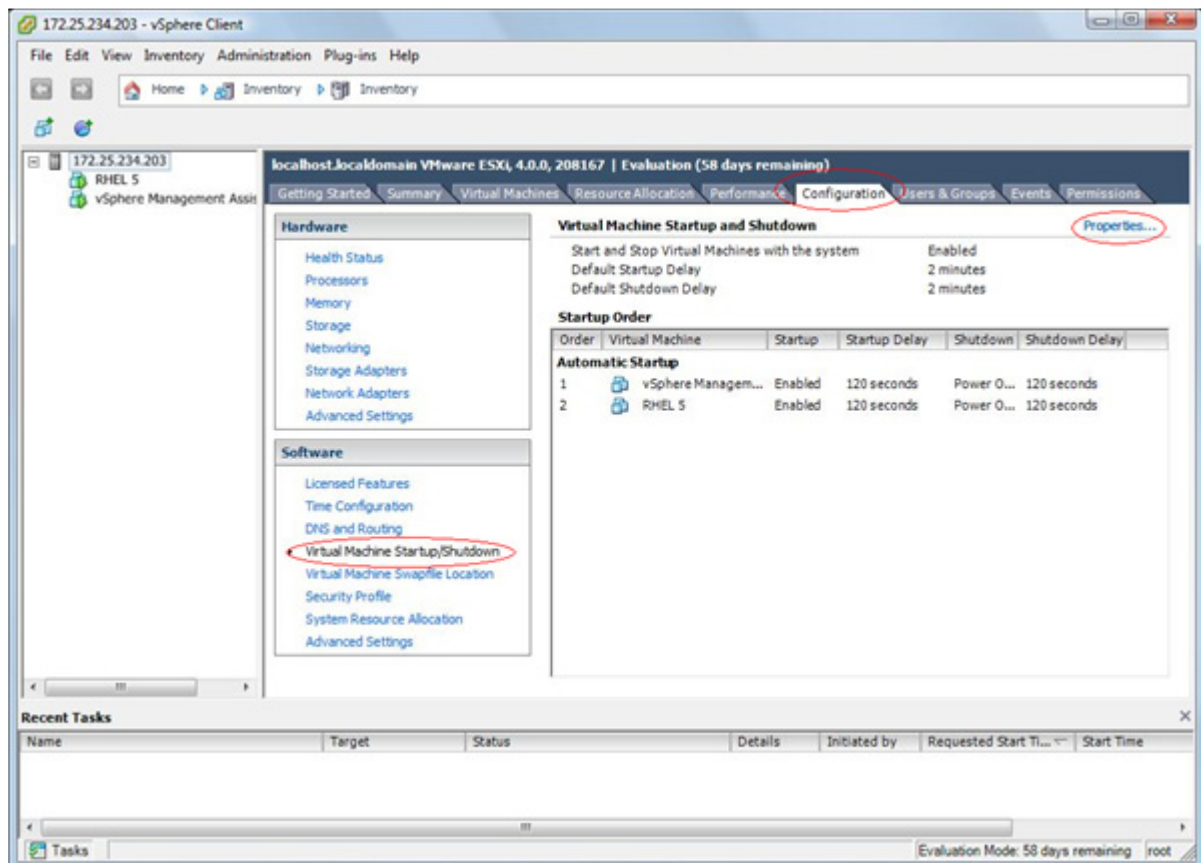 172.25.234.203 - vSphere Client
File Edit View Inventory Administration Plug-ins Help
Home Inventory Inventory
172.25.234.203
RHEL 5
vSphere Management Assis
localhost.localdomain VMware ESXi, 4.0.0, 208167 | Evaluation (58 days remaining)
Getting Started Summary Virtual Machines Resource Allocation Performance Configuration Users & Groups Events Permissions
Hardware
Health Status
Processors
Memory
Storage
Networking
Storage Adapters
Network Adapters
Advanced Settings
Software
Licensed Features
Time Configuration
DNS and Routing
Virtual Machine Startup/Shutdown
Virtual Machine Swapfile Location
Security Profile
System Resource Allocation
Advanced Settings
Virtual Machine Startup and Shutdown Properties...
Start and Stop Virtual Machines with the system Enabled
Default Startup Delay 2 minutes
Default Shutdown Delay 2 minutes
Startup Order
Order Virtual Machine Startup Startup Delay Shutdown Shutdown Delay
Automatic Startup
1 vSphere Managem... Enabled 120 seconds Power O... 120 seconds
2 RHEL 5 Enabled 120 seconds Power O... 120 seconds
Recent Tasks
Name Target Status Details Initiated by Requested Start Ti... Start Time
Tasks Evaluation Mode: 58 days remaining root